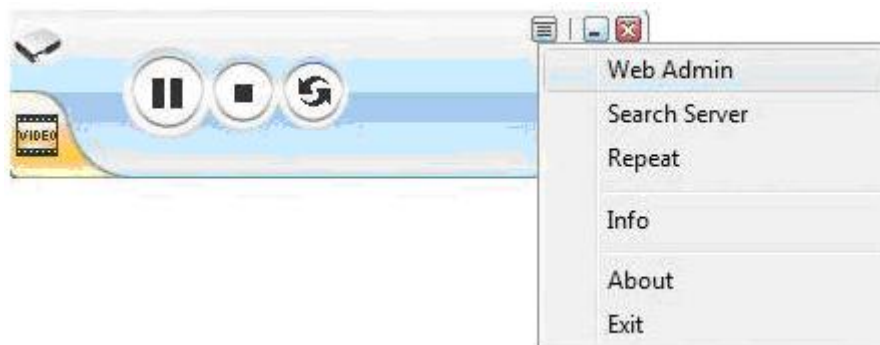 VIDEO
Web Admin
Search Server
Repeat
Info
About
Exit